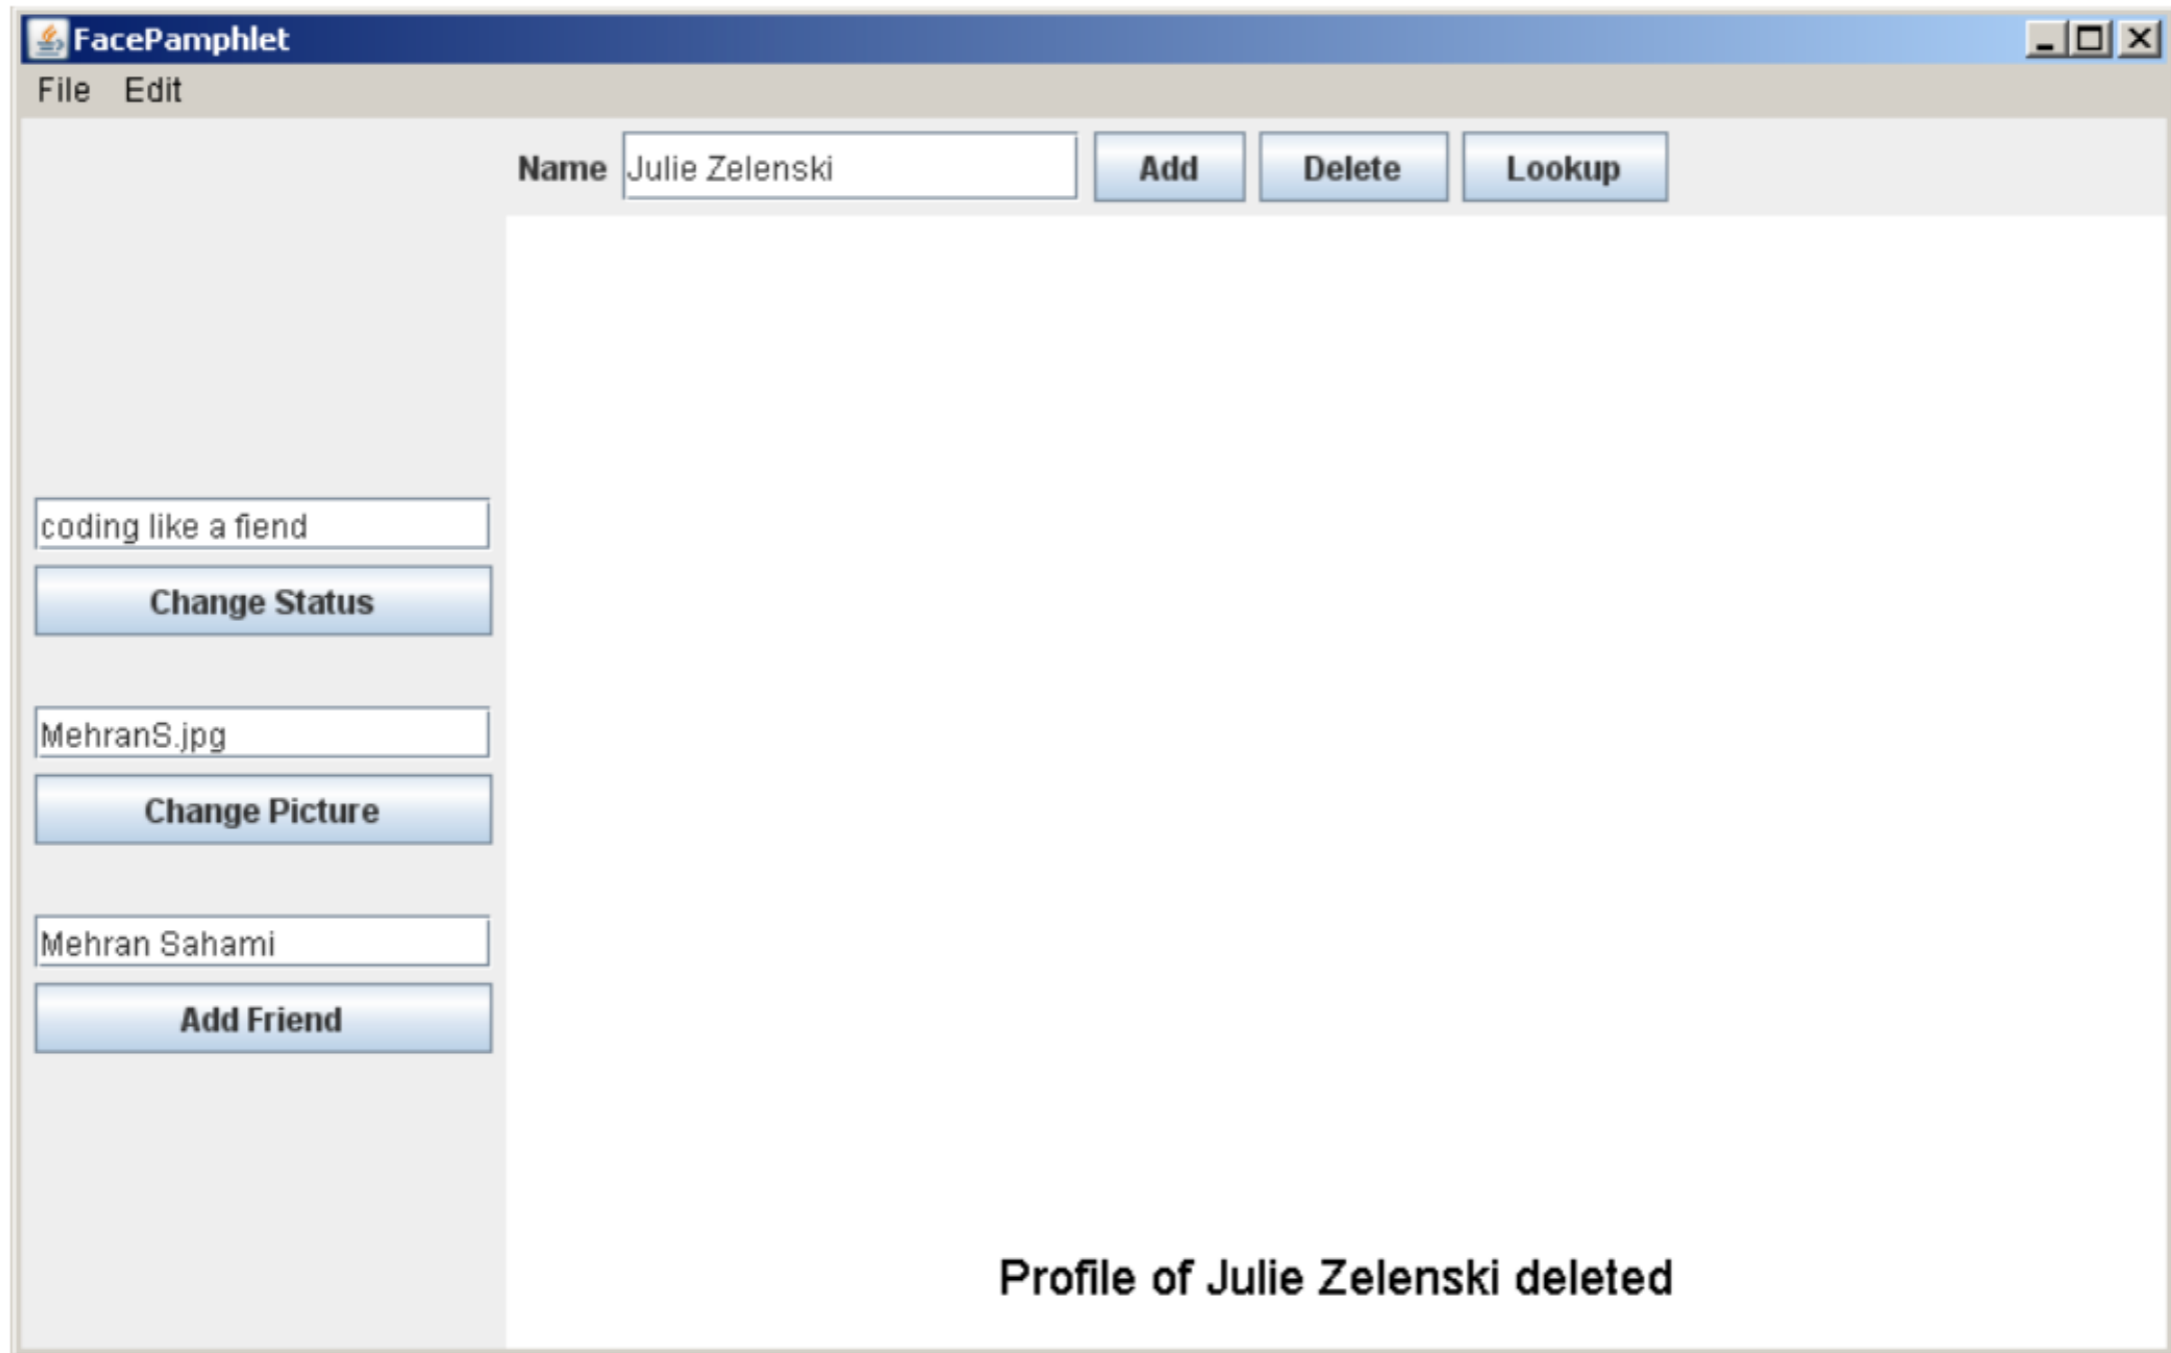 FacePamphlet
File Edit
Name Julie Zelenski Add Delete Lookup
coding like a fiend
Change Status
MehranS.jpg
Change Picture
Mehran Sahami
Add Friend
Profile of Julie Zelenski deleted